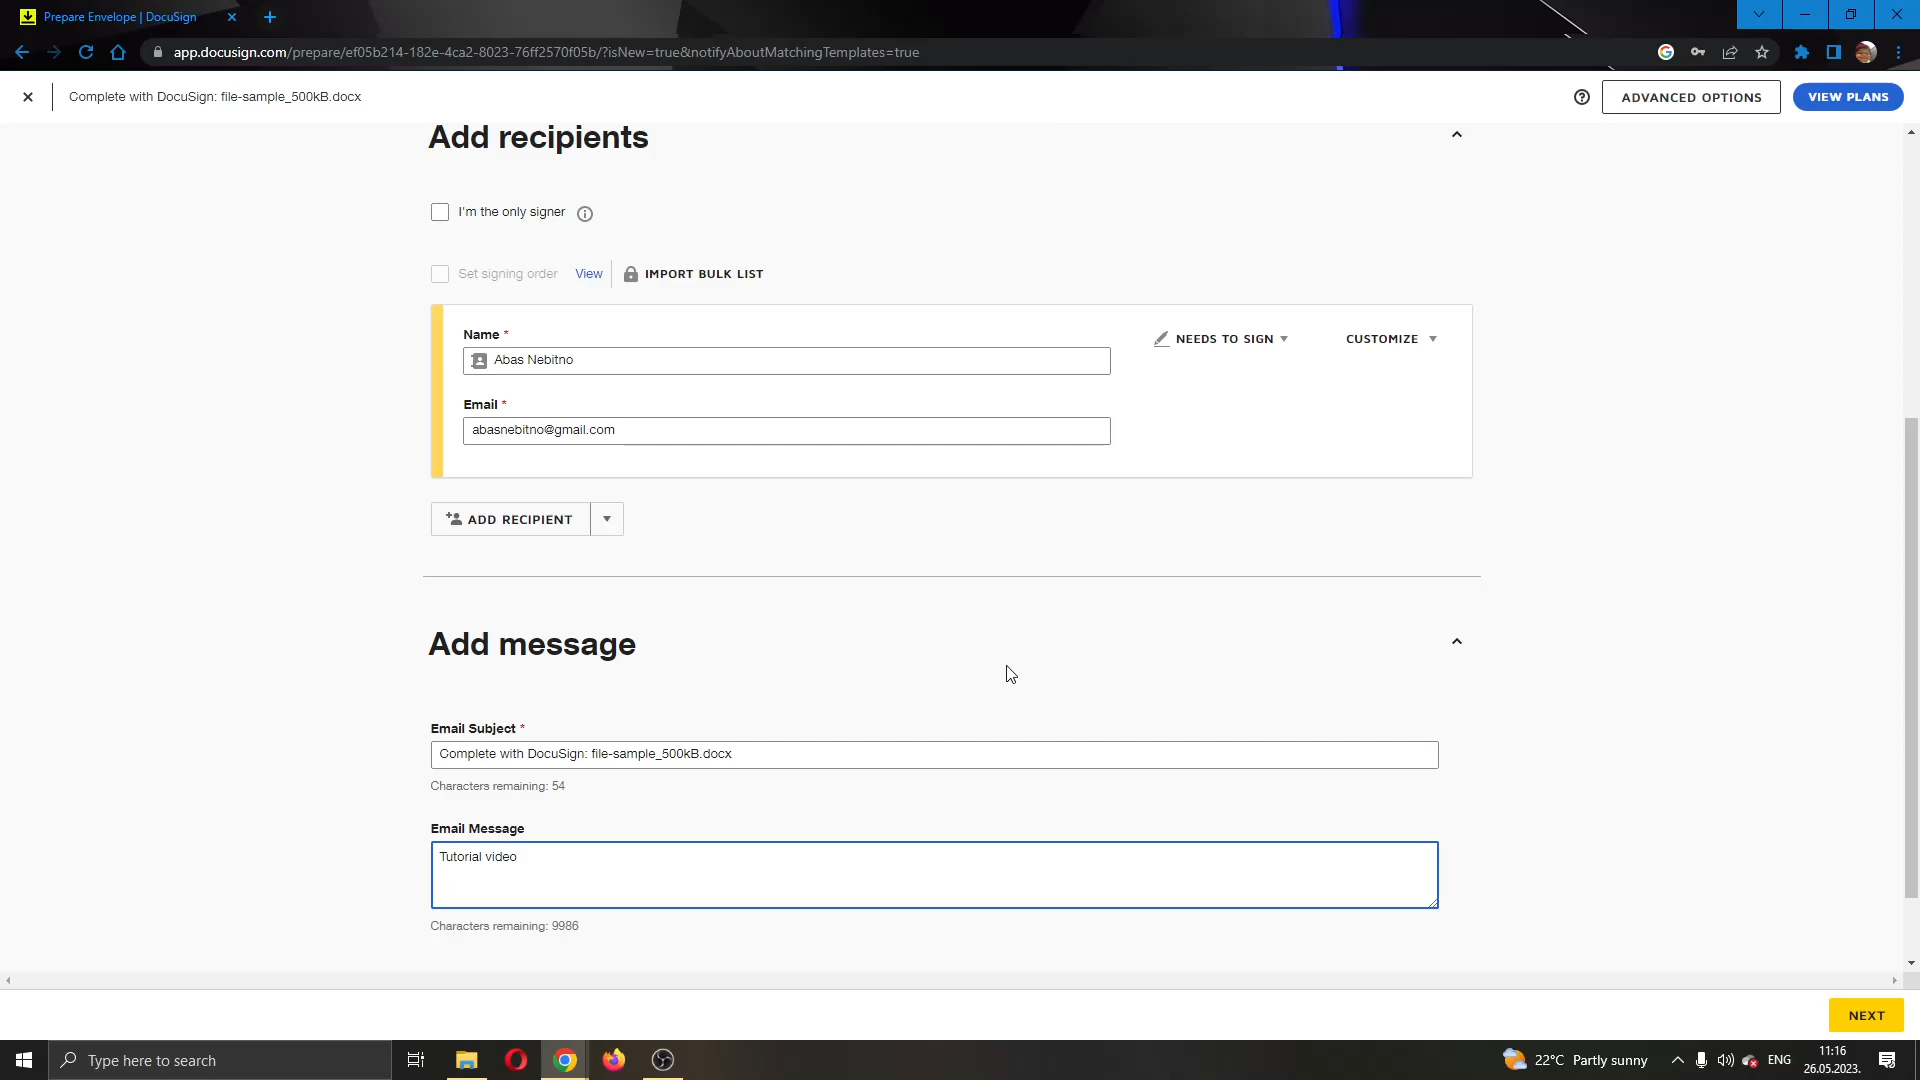 Prepare Envelope | DocuSign
app.docusign.com/prepare/ef05b214-182e-4ca2-8023-76ff2570f05b/?isNew=true&notifyAboutMatchingTemplates=true
Complete with DocuSign: file-sample_500kB.docx
ADVANCED OPTIONS
VIEW PLANS
Add recipients
I'm the only signer
Set signing order View IMPORT BULK LIST
Name *
NEEDS TO SIGN
CUSTOMIZE
Abas Nebitno
Email *
abasnebitno@gmail.com
ADD RECIPIENT
Add message
Email Subject *
Complete with DocuSign: file-sample_500kB.docx
Characters remaining: 54
Email Message
Tutorial video
Characters remaining: 9986
NEXT
Type here to search
22°C Partly sunny
ENG
11:16
26.05.2023.